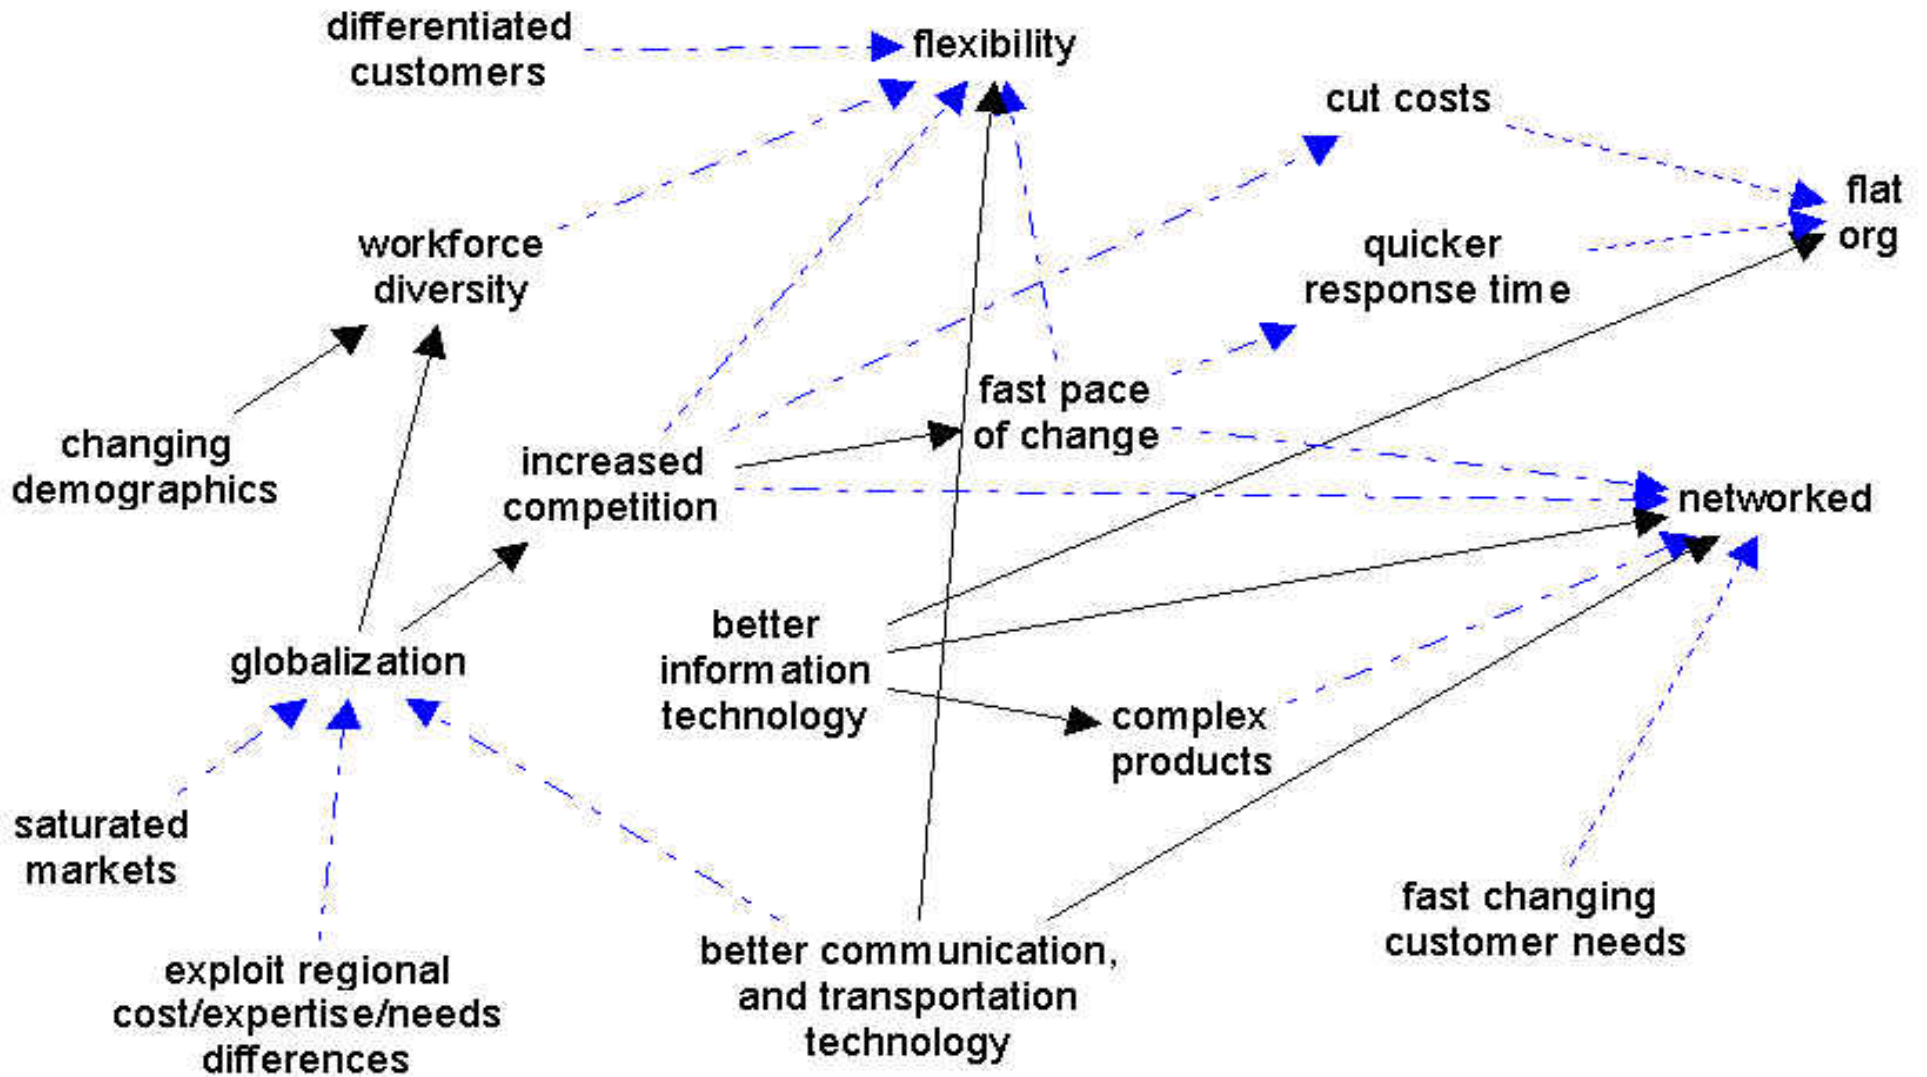 differentiated
customers
flexibility
cut costs
flat
org
workforce
diversity
quicker
response time
fast pace
of change
changing
demographics
increased
competition
networked
globalization
better
information
technology
complex
products
saturated
markets
fast changing
customer needs
better communication,
and transportation
technology
exploit regional
cost/expertise/needs
differences